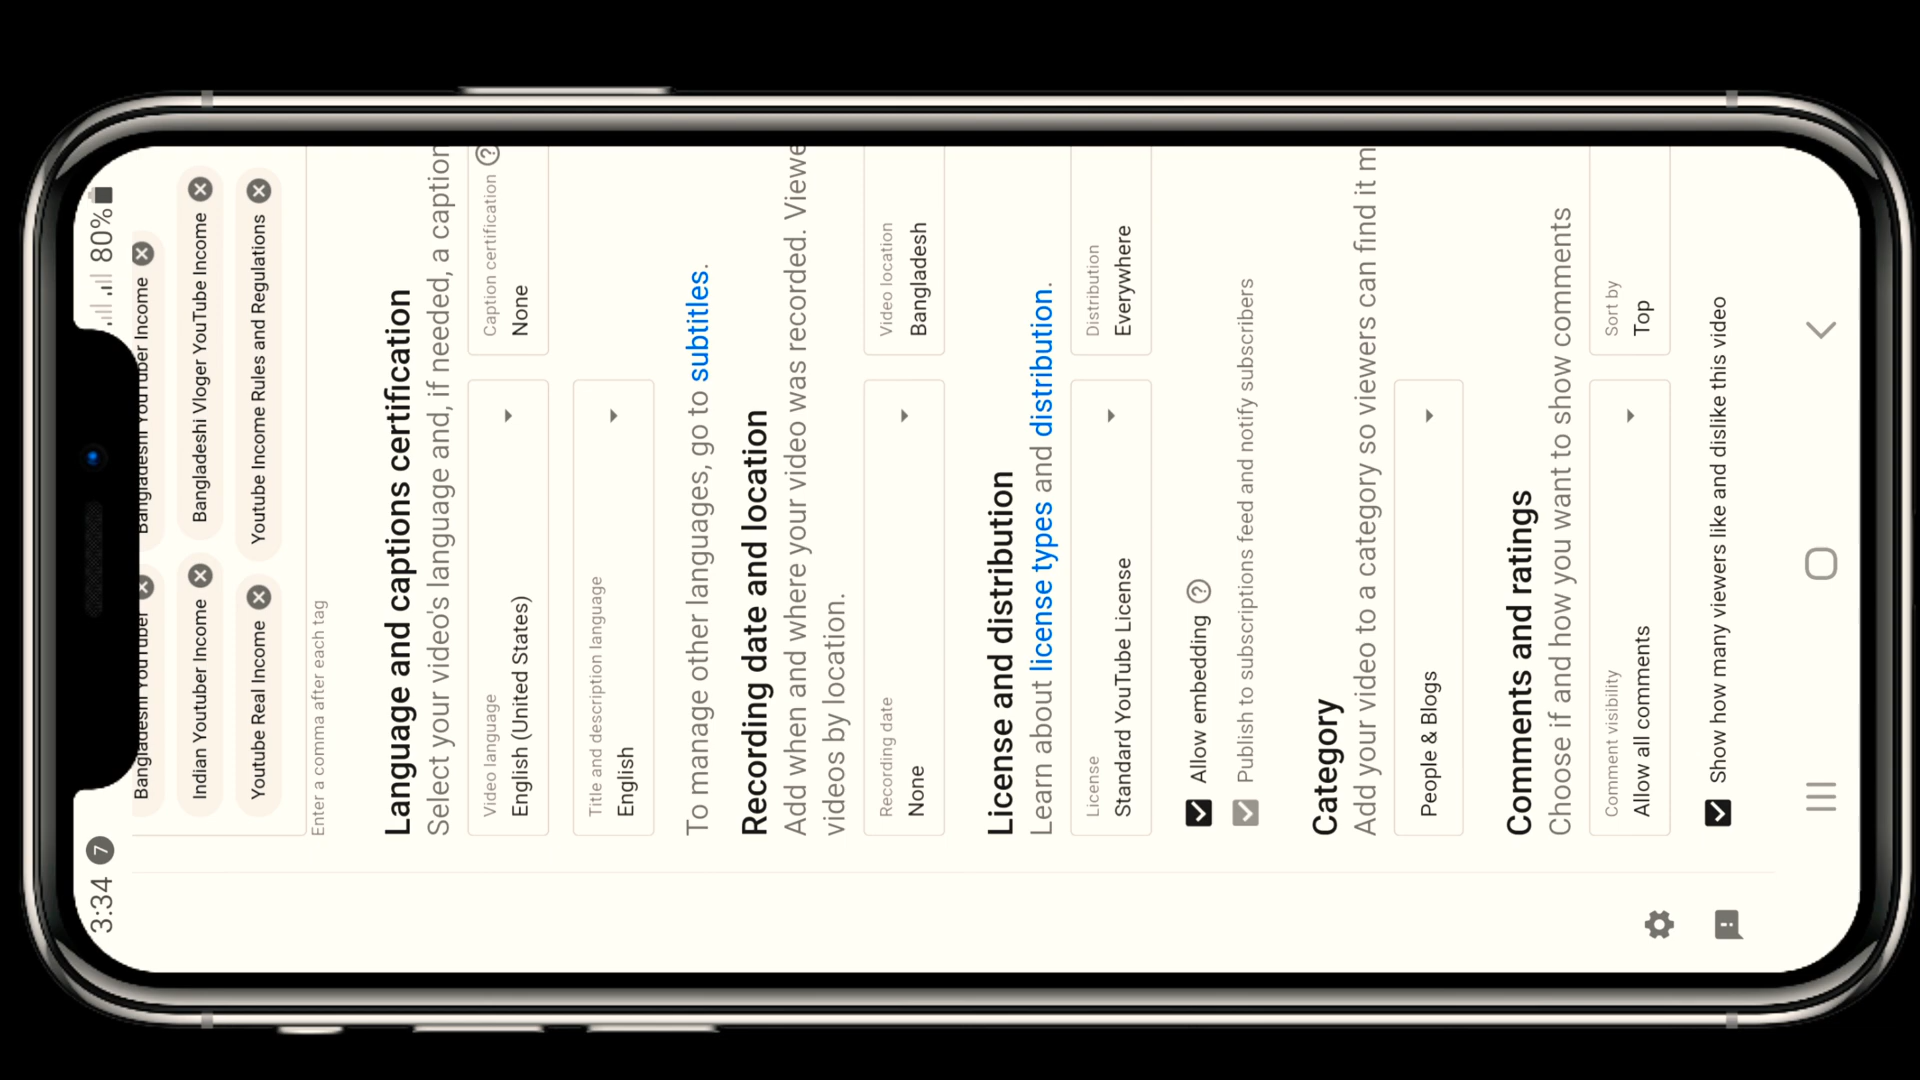 3:34 7 80%
Bangladeshi YouTuber Bangladeshi YouTuber Income
Indian Youtuber Income Bangladeshi Vloger YouTube Income
Youtube Real Income Youtube Income Rules and Regulations
Enter a comma after each tag
Language and captions certification
Select your video's language and, if needed, a caption
Video language Caption certification
English (United States) None
Title and description language
English
To manage other languages, go to subtitles.
Recording date and location
Add when and where your video was recorded. Viewe
videos by location.
Recording date Video location
None Bangladesh
License and distribution
Learn about license types and distribution.
License Distribution
Standard YouTube License Everywhere
Allow embedding
Publish to subscriptions feed and notify subscribers
Category
Add your video to a category so viewers can find it m
People & Blogs
Comments and ratings
Choose if and how you want to show comments
Comment visibility Sort by
Allow all comments Top
Show how many viewers like and dislike this video